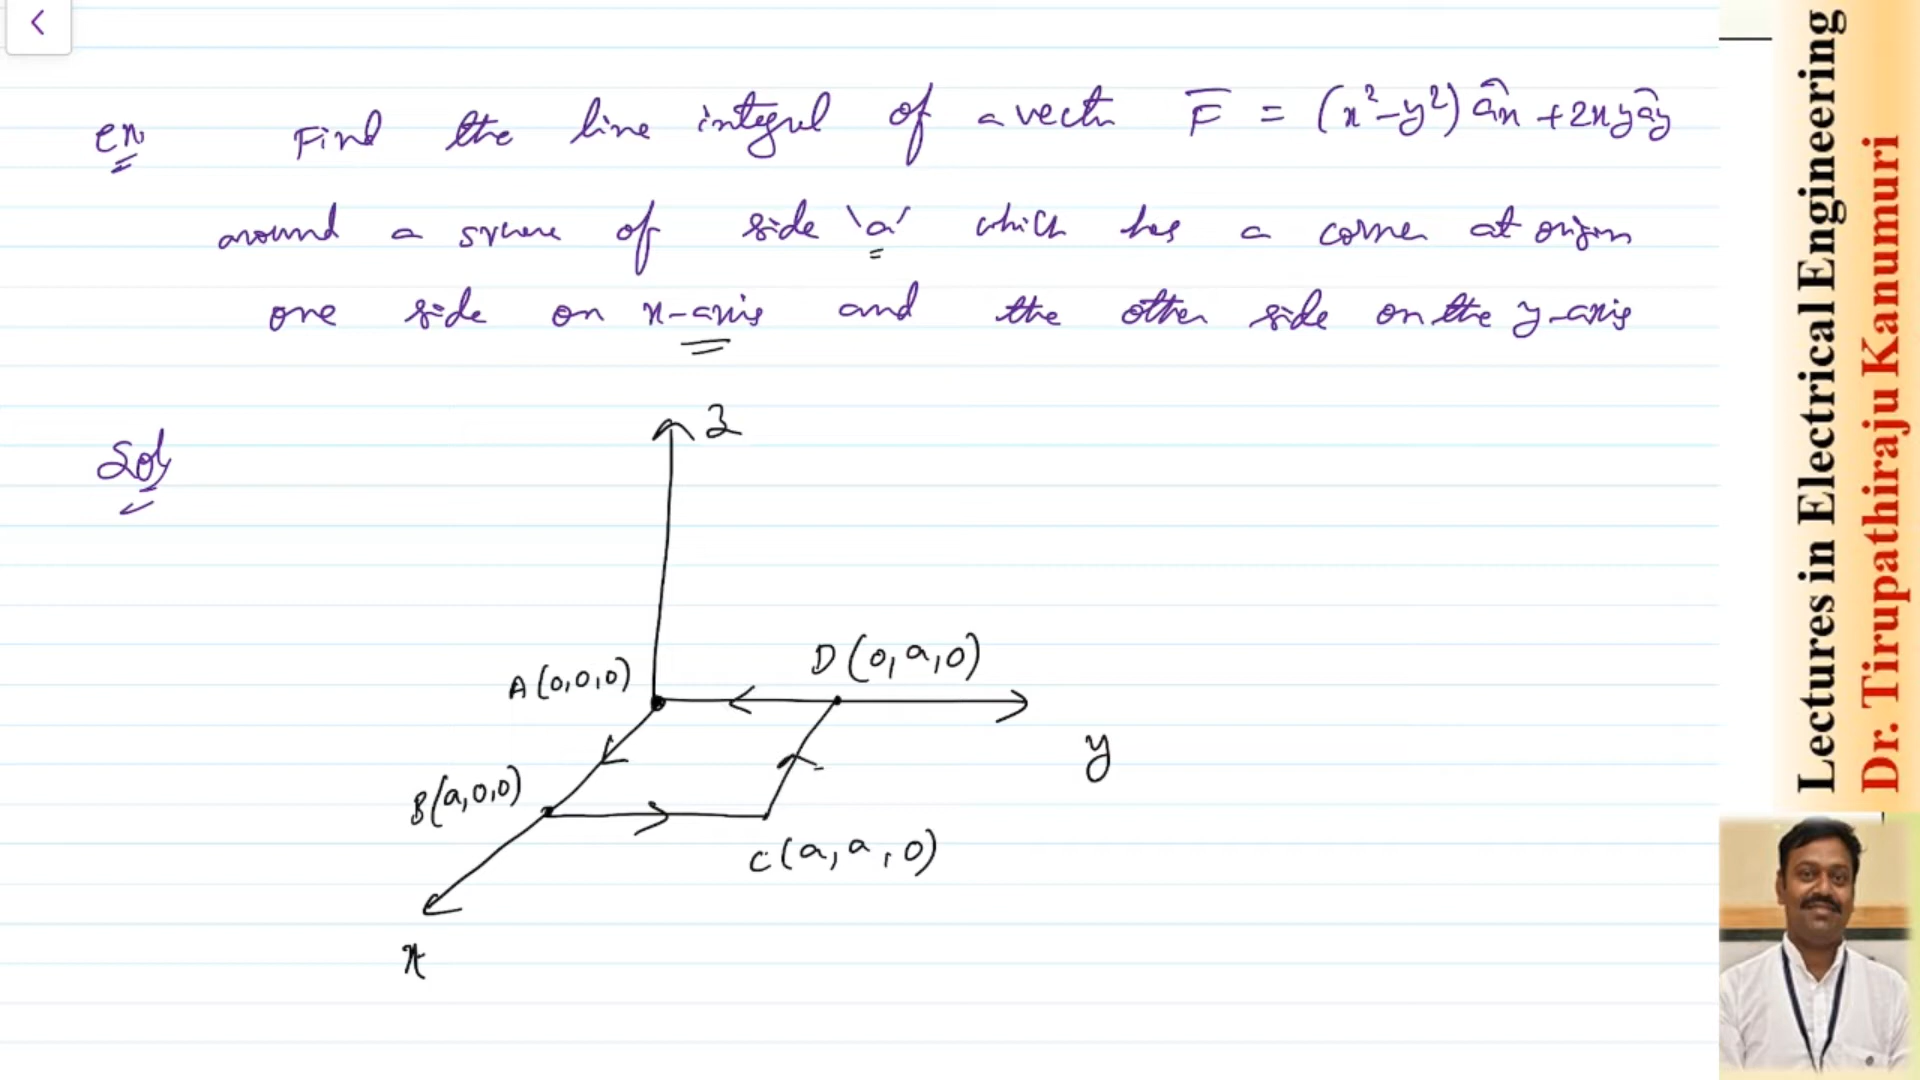 ex Find the line integral of a vector F̅ = (x²-y²) âx + 2xy ây
around a square of side 'a' which has a corner at origin
one side on x-axis and the other side on the y-axis
Sol
z
A(0,0,0)
D(0,a,0)
y
B(a,0,0)
C(a,a,0)
x
Lectures in Electrical Engineering
Dr. Tirupathiraju Kanumuri